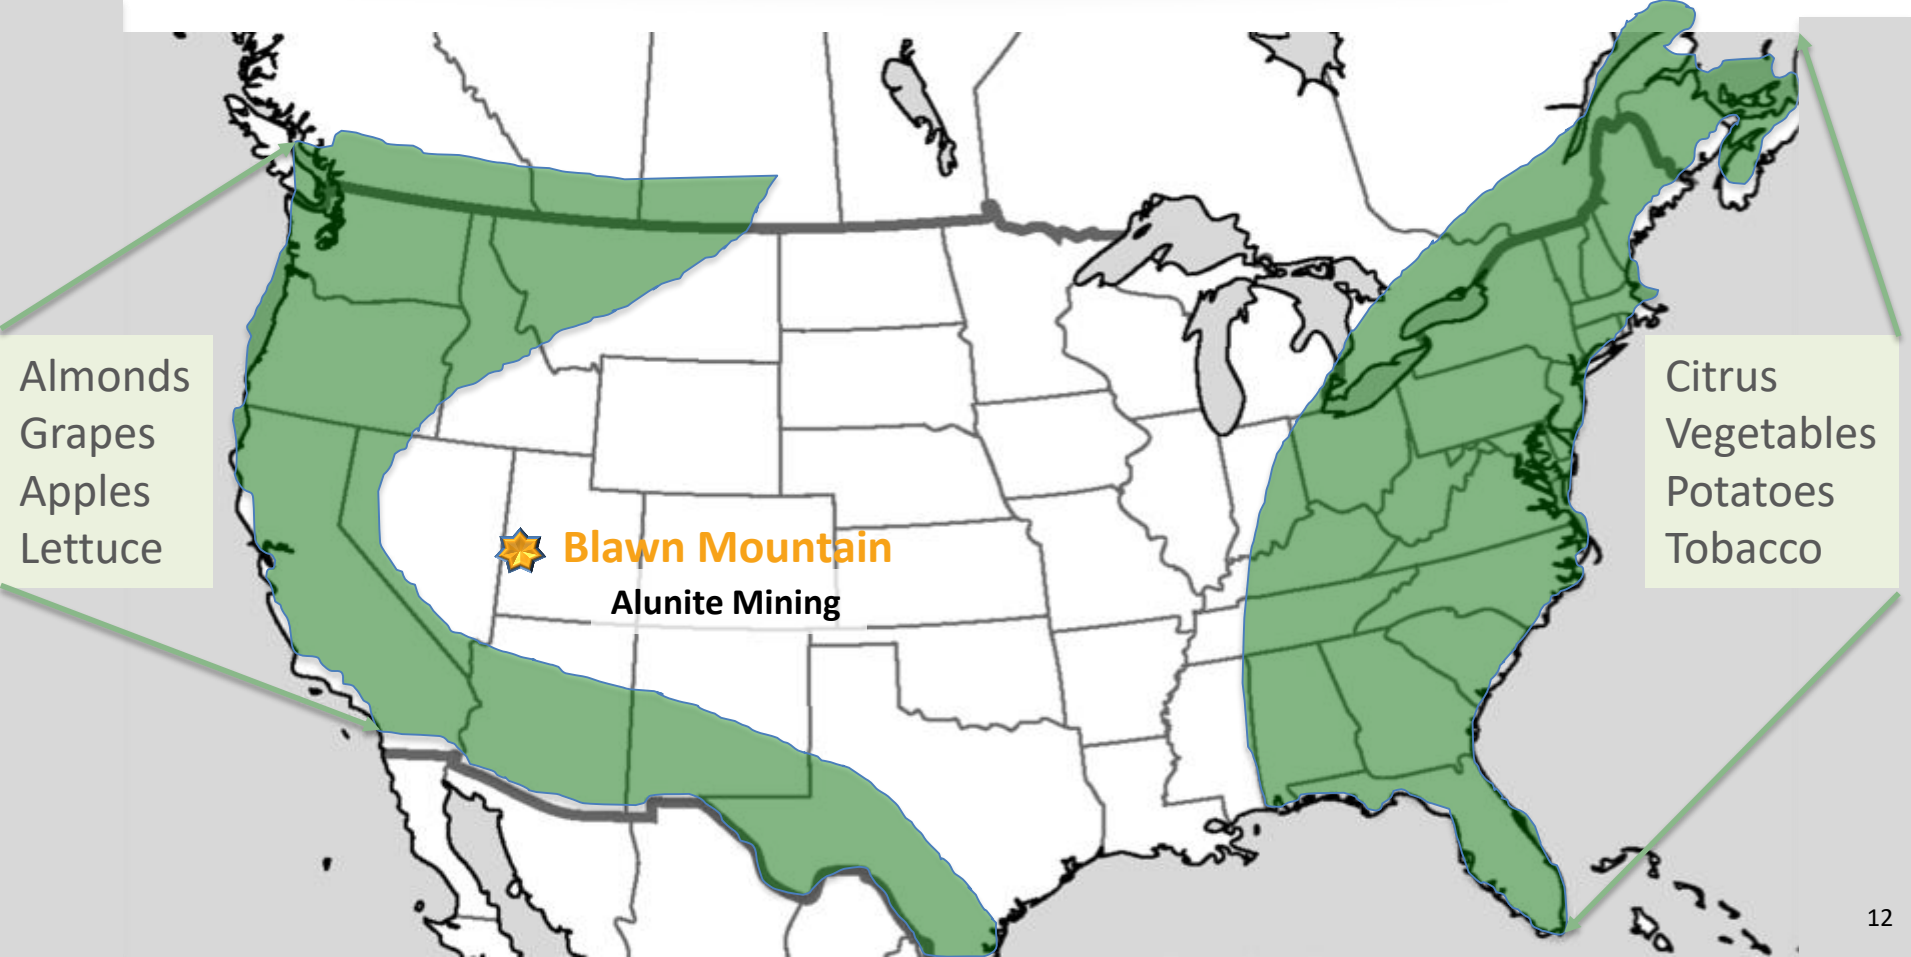 Almonds
Grapes
Apples
Lettuce
Blawn Mountain
Alunite Mining
Citrus
Vegetables
Potatoes
Tobacco
12